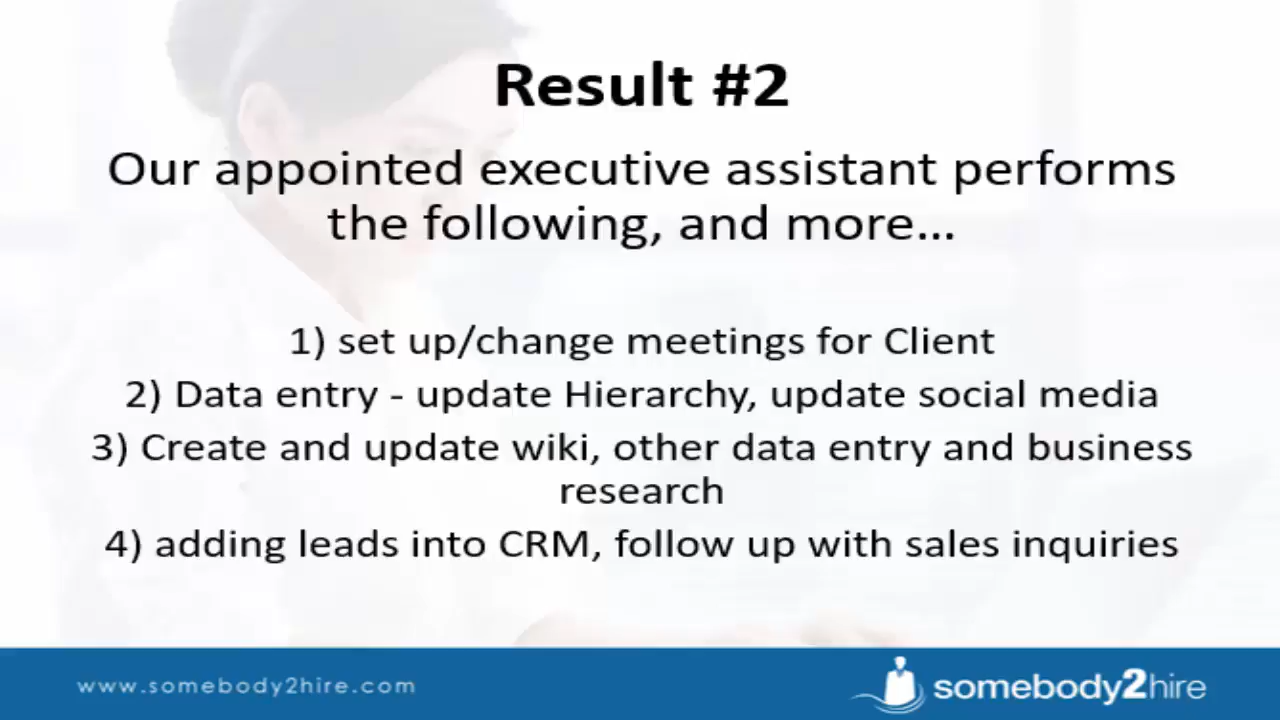 Result #2
Our appointed executive assistant performs
the following, and more...
1) set up/change meetings for Client
2) Data entry - update Hierarchy, update social media
3) Create and update wiki, other data entry and business
research
4) adding leads into CRM, follow up with sales inquiries
www.somebody2hire.com
somebody2hire